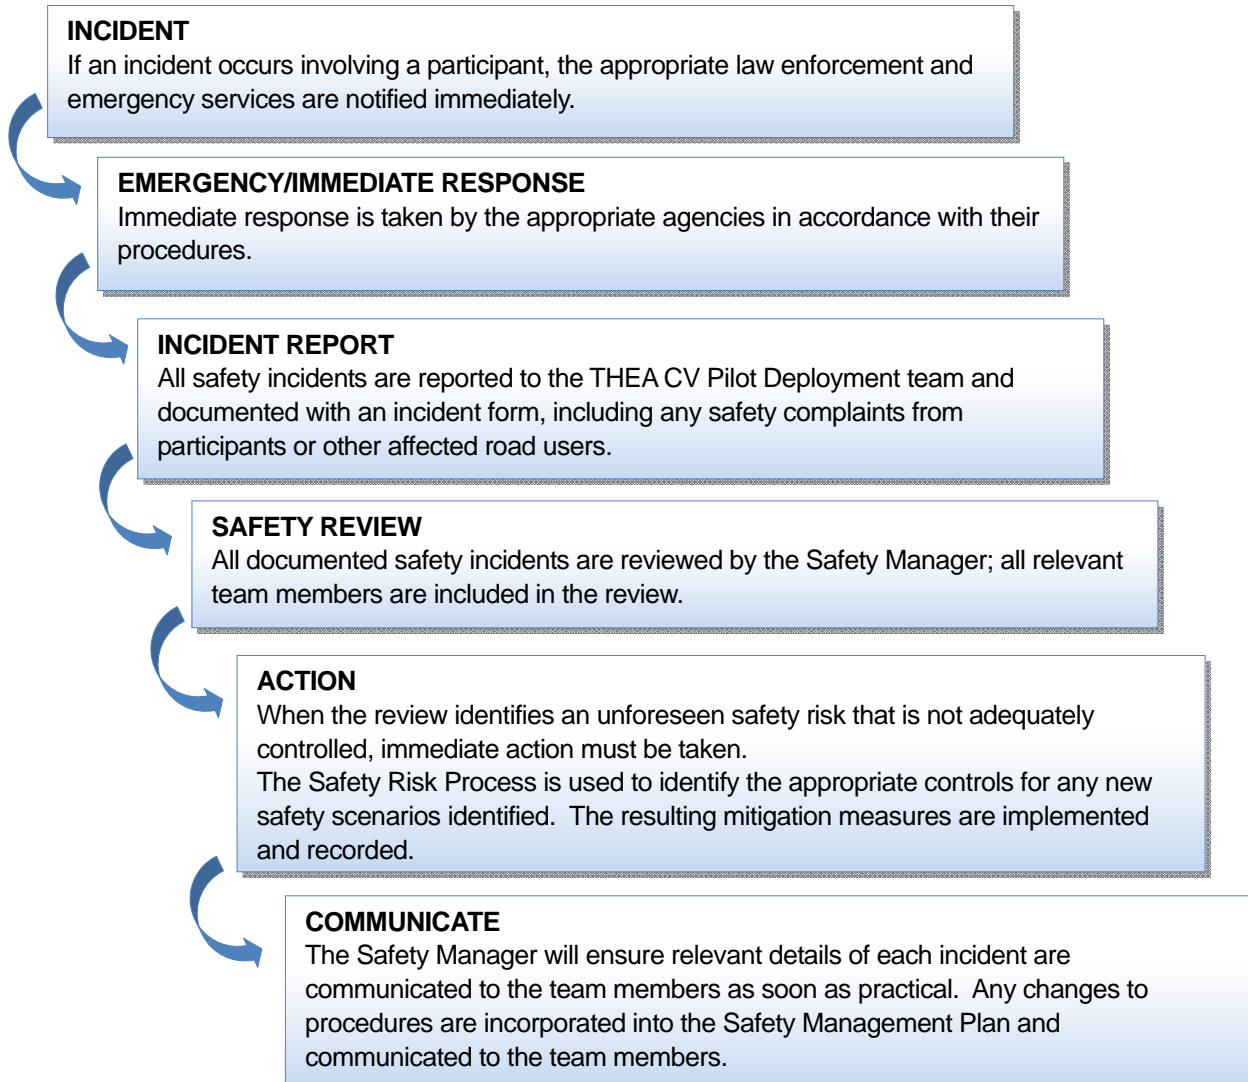 INCIDENT
If an incident occurs involving a participant, the appropriate law enforcement and
emergency services are notified immediately.
EMERGENCY/IMMEDIATE RESPONSE
Immediate response is taken by the appropriate agencies in accordance with their
procedures.
INCIDENT REPORT
All safety incidents are reported to the THEA CV Pilot Deployment team and
documented with an incident form, including any safety complaints from
participants or other affected road users.
SAFETY REVIEW
All documented safety incidents are reviewed by the Safety Manager; all relevant
team members are included in the review.
ACTION
When the review identifies an unforeseen safety risk that is not adequately
controlled, immediate action must be taken.
The Safety Risk Process is used to identify the appropriate controls for any new
safety scenarios identified.  The resulting mitigation measures are implemented
and recorded.
COMMUNICATE
The Safety Manager will ensure relevant details of each incident are
communicated to the team members as soon as practical.  Any changes to
procedures are incorporated into the Safety Management Plan and
communicated to the team members.